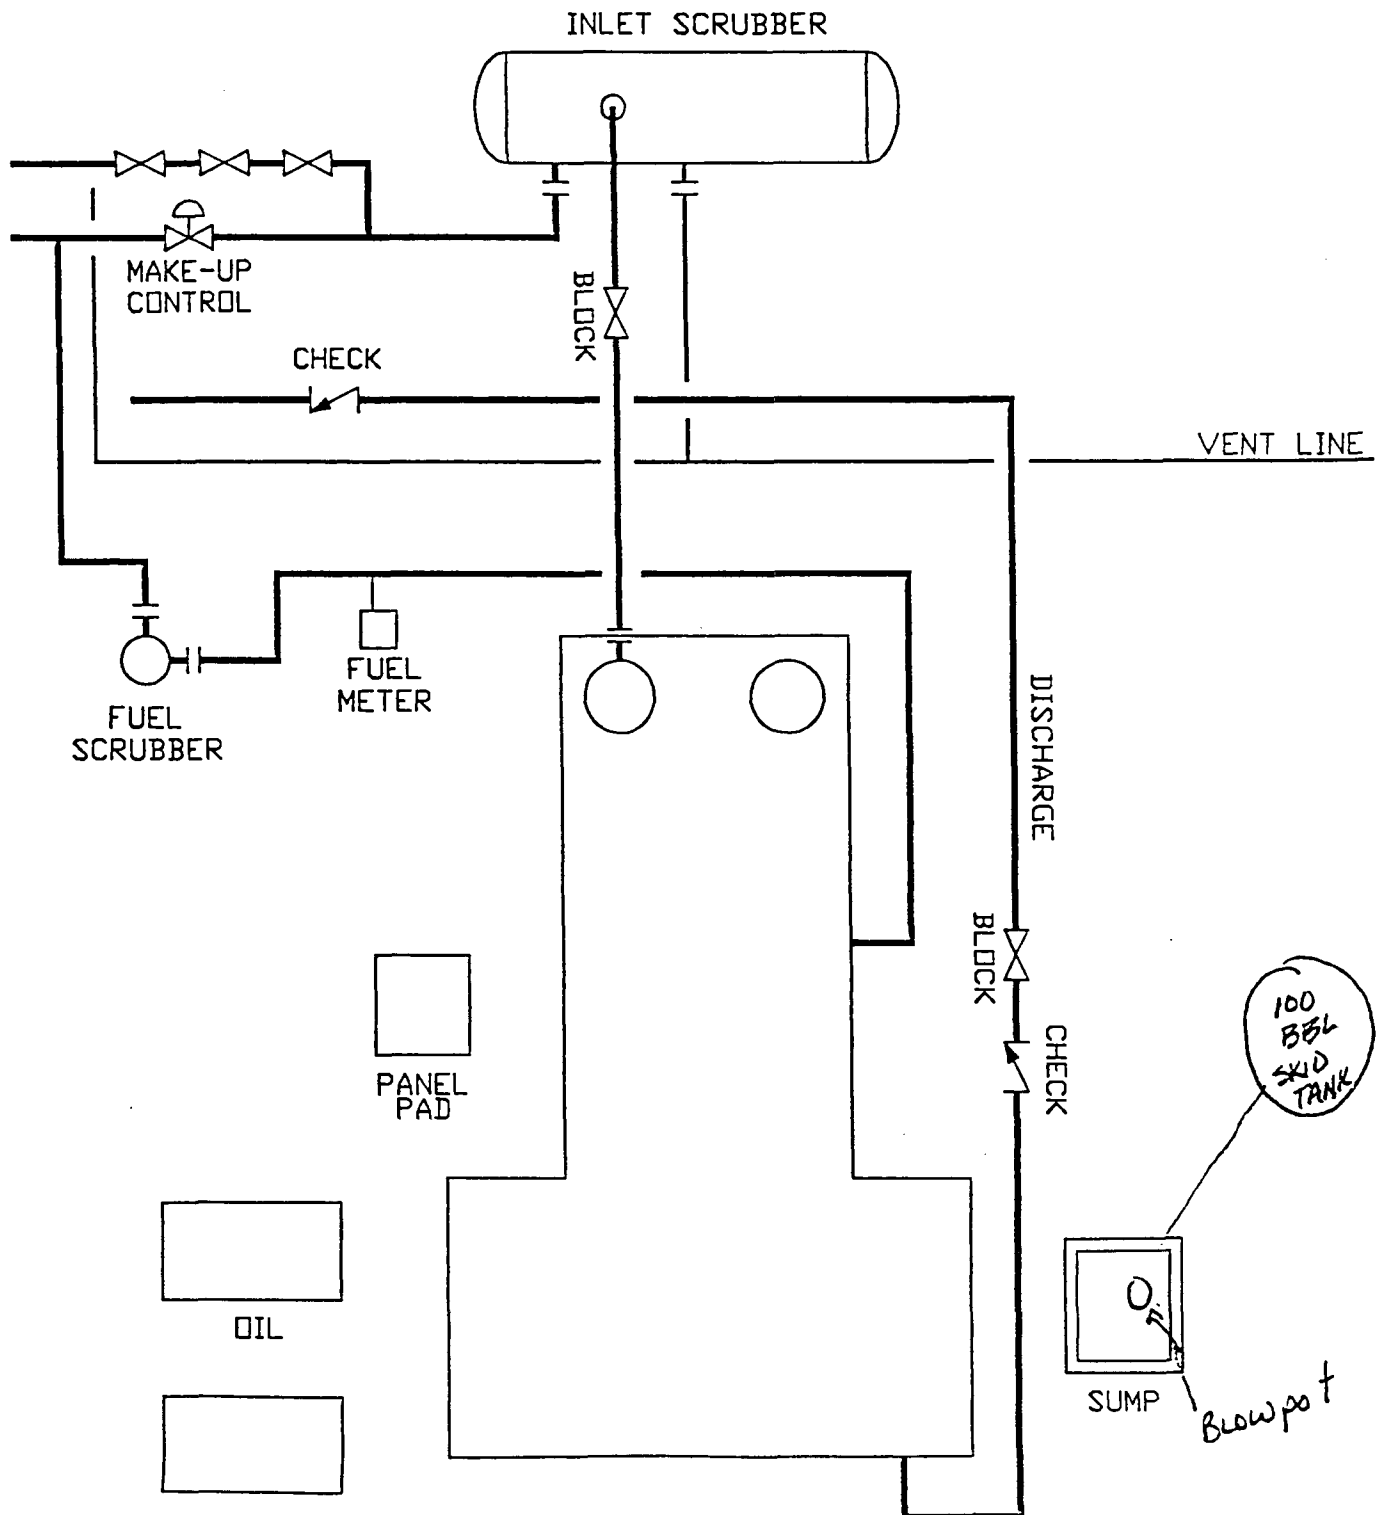 INLET SCRUBBER
MAKE-UP
CONTROL
BLOCK
CHECK
VENT LINE
FUEL
METER
FUEL
SCRUBBER
DISCHARGE
BLOCK
CHECK
100
BBL
SKID
TANK
PANEL
PAD
OIL
SUMP
Blowpot